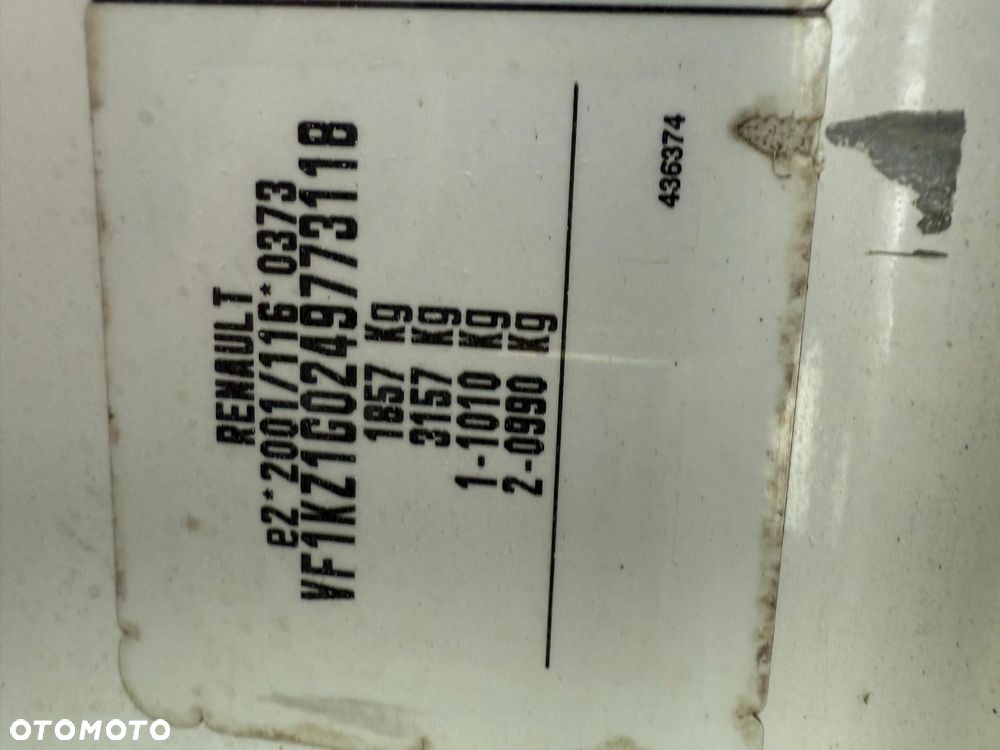 RENAULT
e2*2001/116*0373
VF1KZ1G0249773118
1857 Kg
3157 Kg
1-1010 Kg
2-0990 Kg
436374
OTOMOTO